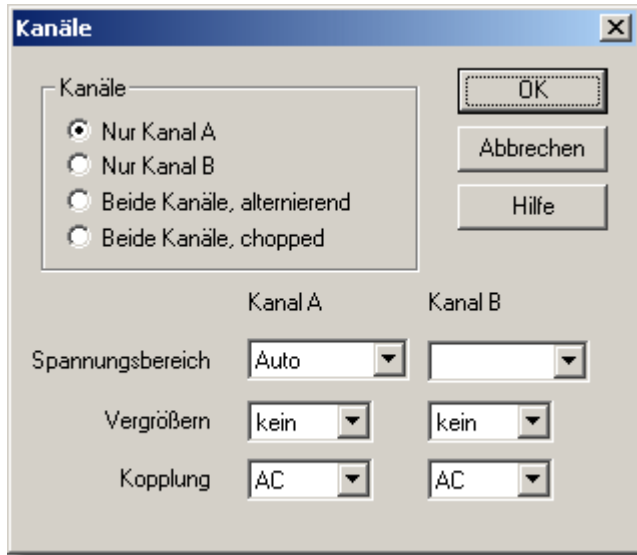 Kanäle
Kanäle
OK
Nur Kanal A
Nur Kanal B
Abbrechen
Beide Kanäle, alternierend
Hilfe
Beide Kanäle, chopped
Kanal A Kanal B
Spannungsbereich Auto
Vergrößern kein kein
Kopplung AC AC